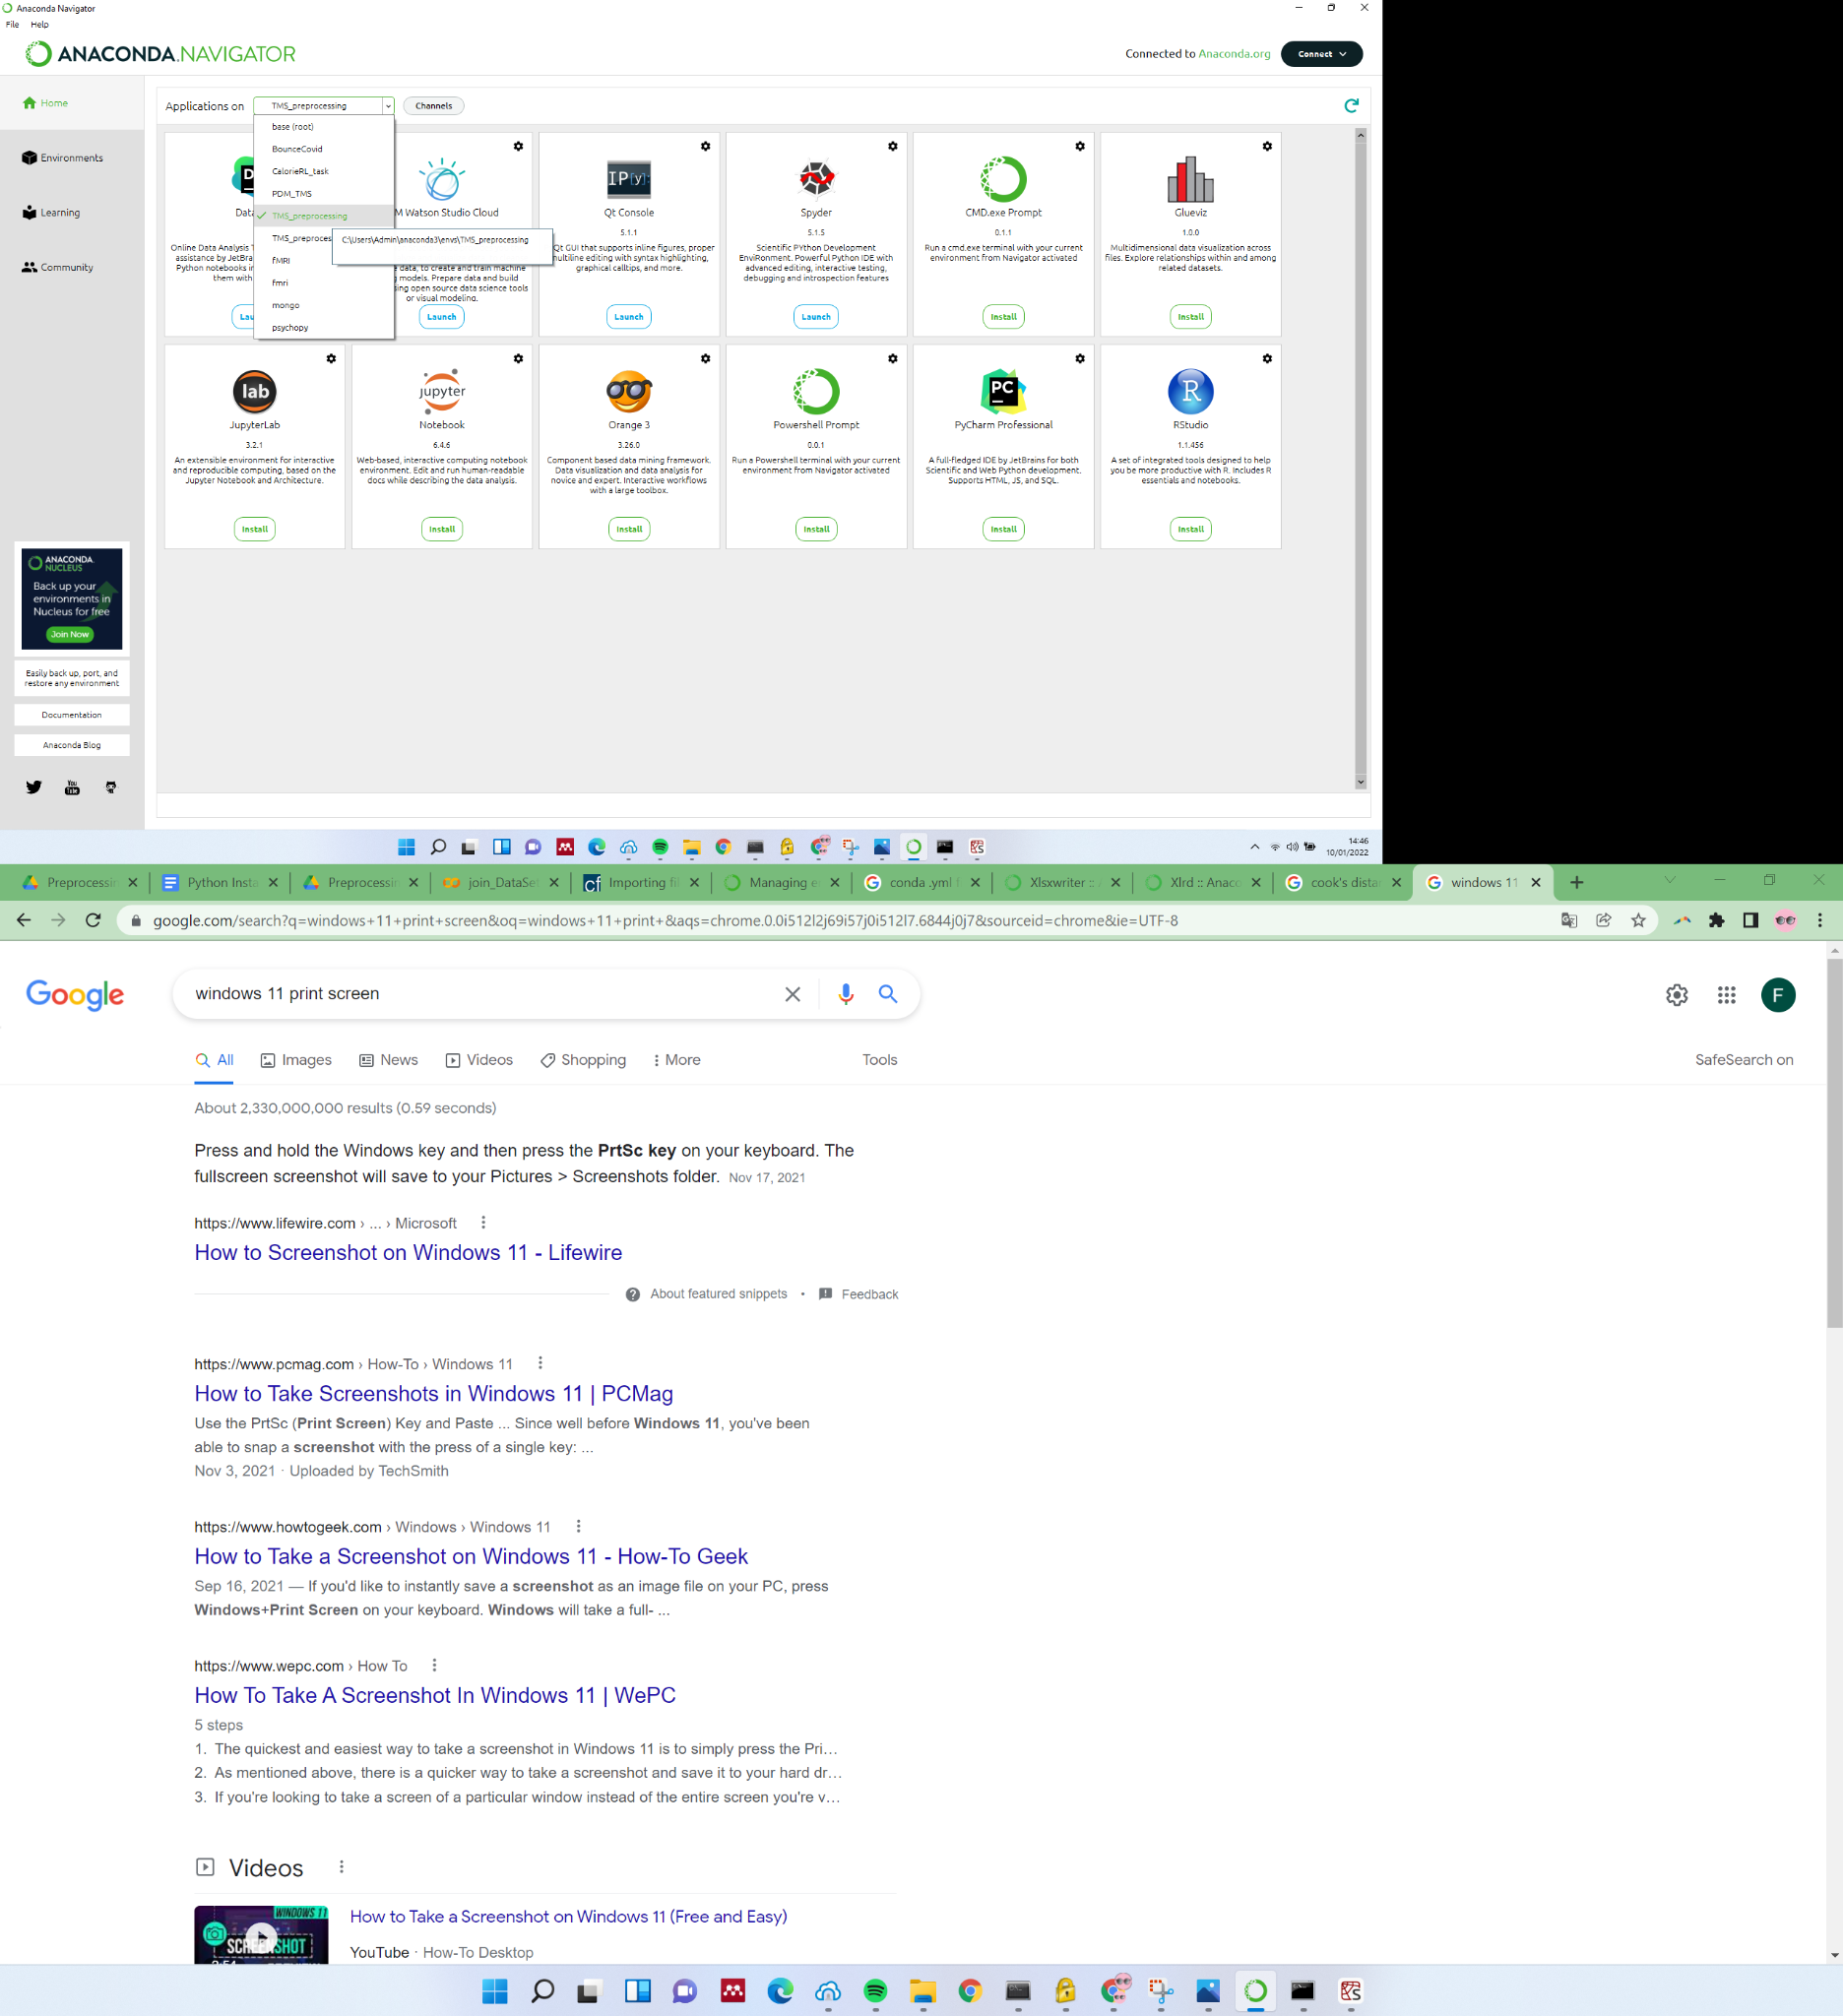 Anaconda Navigator
File Help
ANACONDA.NAVIGATOR
Connected to Anaconda.org Connect
Home
Environments
Learning
Community
Applications on TMS_preprocessing Channels
base (root)
BounceCovid
CalorieRL_task
PDM_TMS
TMS_preprocessing
TMS_preproces
C:\Users\Admin\anaconda3\envs\TMS_preprocessing
fMRI
fmri
mongo
psychopy
Dat
Online Data Analysis T
assistance by JetBra
Python notebooks in
them with
Lau
M Watson Studio Cloud
data, to create and train machine
g models. Prepare data and build
ing open source data science tools
or visual modeling.
Launch
IP[y]:
Qt Console
5.1.1
Qt GUI that supports inline figures, proper
multiline editing with syntax highlighting,
graphical calltips, and more.
Launch
Spyder
5.1.5
Scientific PYthon Development
EnviRonment. Powerful Python IDE with
advanced editing, interactive testing,
debugging and introspection features
Launch
CMD.exe Prompt
0.1.1
Run a cmd.exe terminal with your current
environment from Navigator activated
Install
Glueviz
1.0.0
Multidimensional data visualization across
files. Explore relationships within and among
related datasets.
Install
lab
JupyterLab
3.2.1
An extensible environment for interactive
and reproducible computing, based on the
Jupyter Notebook and Architecture.
Install
jupyter
Notebook
6.4.6
Web-based, interactive computing notebook
environment. Edit and run human-readable
docs while describing the data analysis.
Install
Orange 3
3.26.0
Component based data mining framework.
Data visualization and data analysis for
novice and expert. Interactive workflows
with a large toolbox.
Install
Powershell Prompt
0.0.1
Run a Powershell terminal with your current
environment from Navigator activated
Install
PC
PyCharm Professional
A full-fledged IDE by JetBrains for both
Scientific and Web Python development.
Supports HTML, JS, and SQL.
Install
R
RStudio
1.1.456
A set of integrated tools designed to help
you be more productive with R. Includes R
essentials and notebooks.
Install
ANACONDA.
NUCLEUS
Back up your
environments in
Nucleus for free
Join Now
Easily back up, port, and
restore any environment
Documentation
Anaconda Blog
You
Tube
14:46
10/01/2022
Preprocessin Python Insta Preprocessin join_DataSe Importing fi Managing e conda .yml f Xlsxwriter :: A Xlrd :: Anaco cook's dista windows 11
google.com/search?q=windows+11+print+screen&oq=windows+11+print+&aqs=chrome.0.0i512l2j69i57j0i512l7.6844j0j7&sourceid=chrome&ie=UTF-8
Google
windows 11 print screen
F
All Images News Videos Shopping More Tools SafeSearch on
About 2,330,000,000 results (0.59 seconds)
Press and hold the Windows key and then press the PrtSc key on your keyboard. The
fullscreen screenshot will save to your Pictures > Screenshots folder. Nov 17, 2021
https://www.lifewire.com › ... › Microsoft
How to Screenshot on Windows 11 - Lifewire
About featured snippets • Feedback
https://www.pcmag.com › How-To › Windows 11
How to Take Screenshots in Windows 11 | PCMag
Use the PrtSc (Print Screen) Key and Paste ... Since well before Windows 11, you've been
able to snap a screenshot with the press of a single key: ...
Nov 3, 2021 · Uploaded by TechSmith
https://www.howtogeek.com › Windows › Windows 11
How to Take a Screenshot on Windows 11 - How-To Geek
Sep 16, 2021 — If you'd like to instantly save a screenshot as an image file on your PC, press
Windows+Print Screen on your keyboard. Windows will take a full- ...
https://www.wepc.com › How To
How To Take A Screenshot In Windows 11 | WePC
5 steps
1. The quickest and easiest way to take a screenshot in Windows 11 is to simply press the Pri...
2. As mentioned above, there is a quicker way to take a screenshot and save it to your hard dr...
3. If you're looking to take a screen of a particular window instead of the entire screen you're v...
Videos
WINDOWS 11
SCREENSHOT
How to Take a Screenshot on Windows 11 (Free and Easy)
YouTube · How-To Desktop